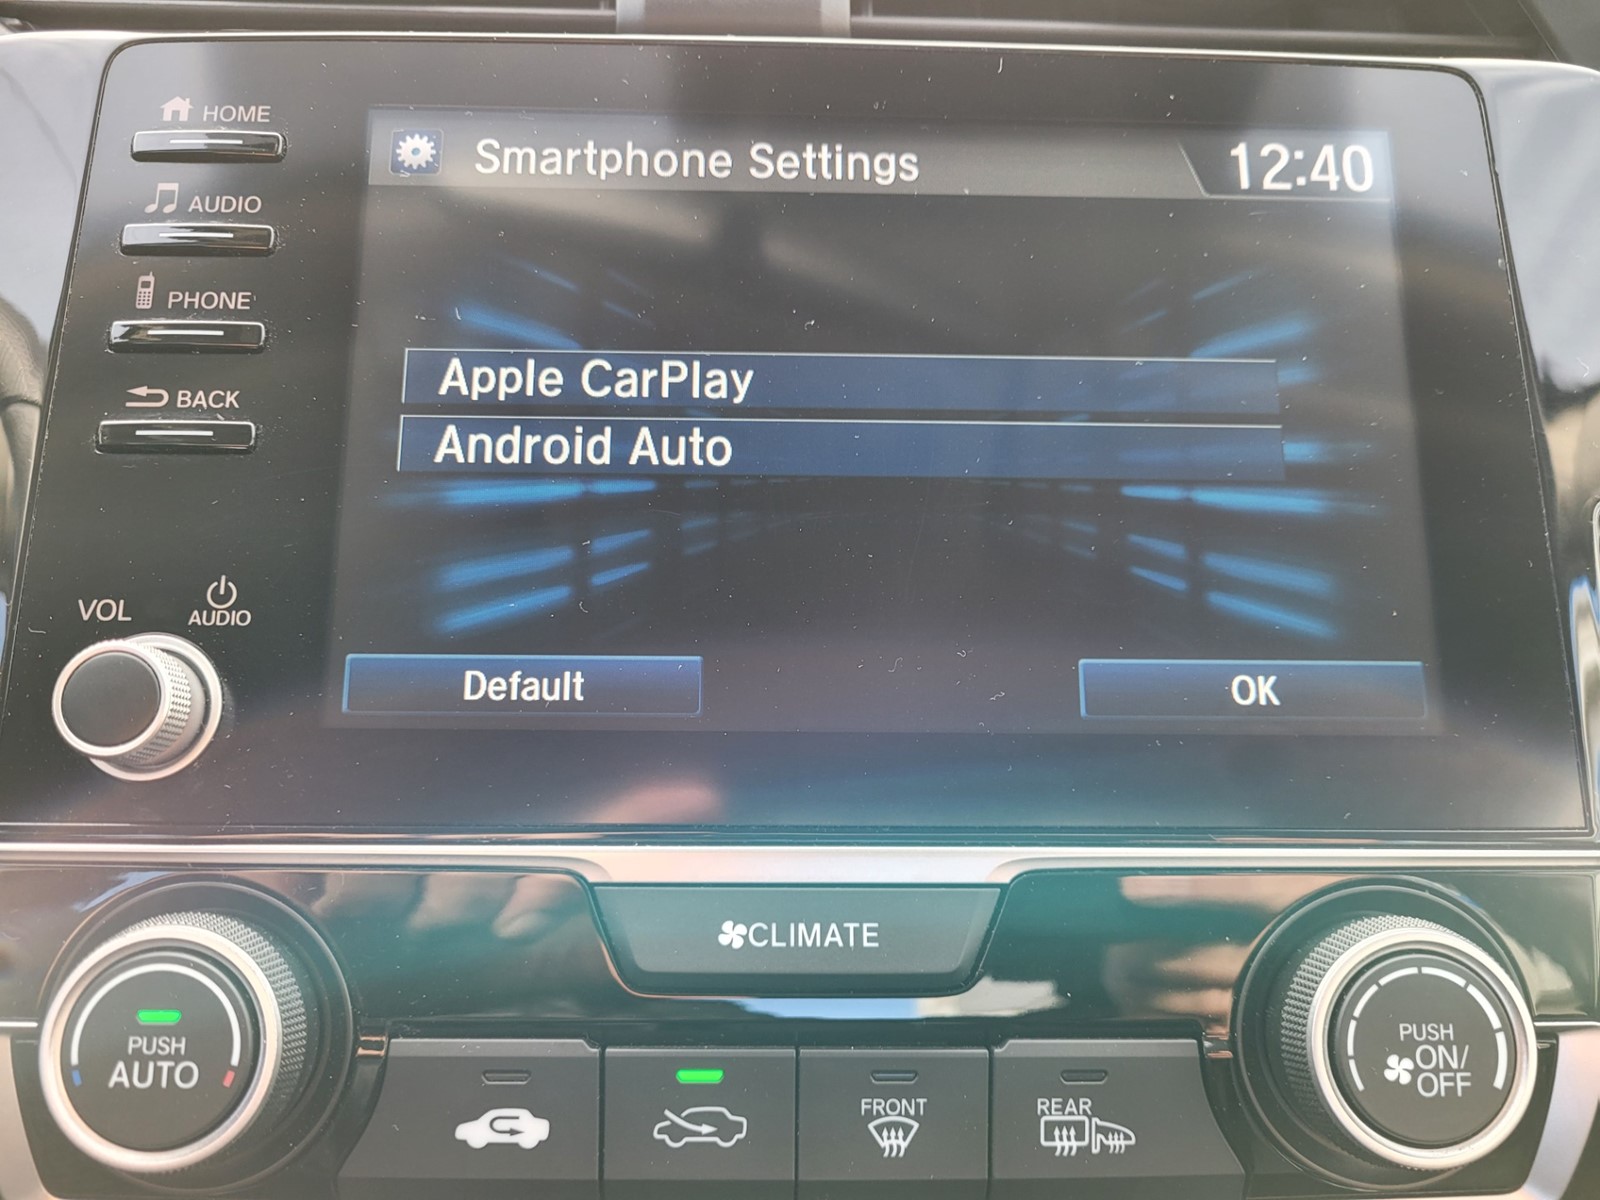 HOME
AUDIO
PHONE
BACK
VOL
AUDIO
Smartphone Settings
12:40
Apple CarPlay
Android Auto
Default
OK
CLIMATE
PUSH
AUTO
FRONT
REAR
PUSH
ON/
OFF